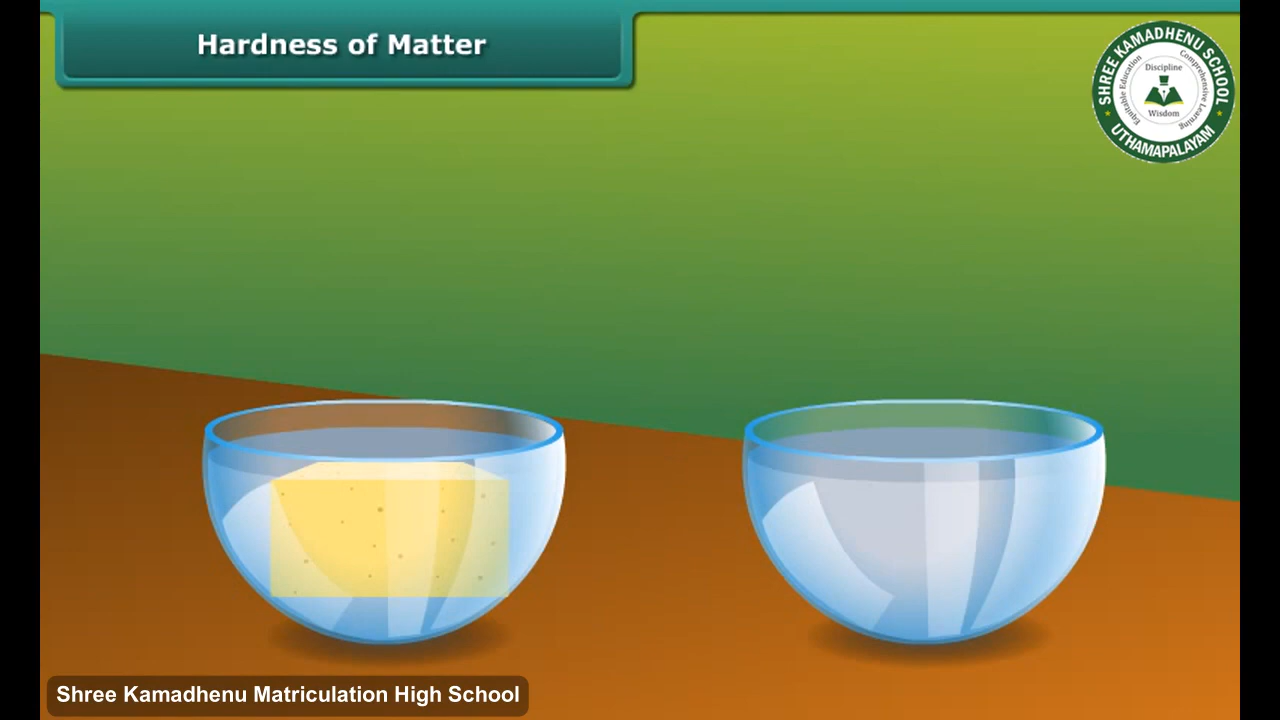 Hardness of Matter
SHREE KAMADHENU SCHOOL
Equitable Education
Discipline
Comprehensive Learning
Wisdom
UTHAMAPALAYAM
Shree Kamadhenu Matriculation High School